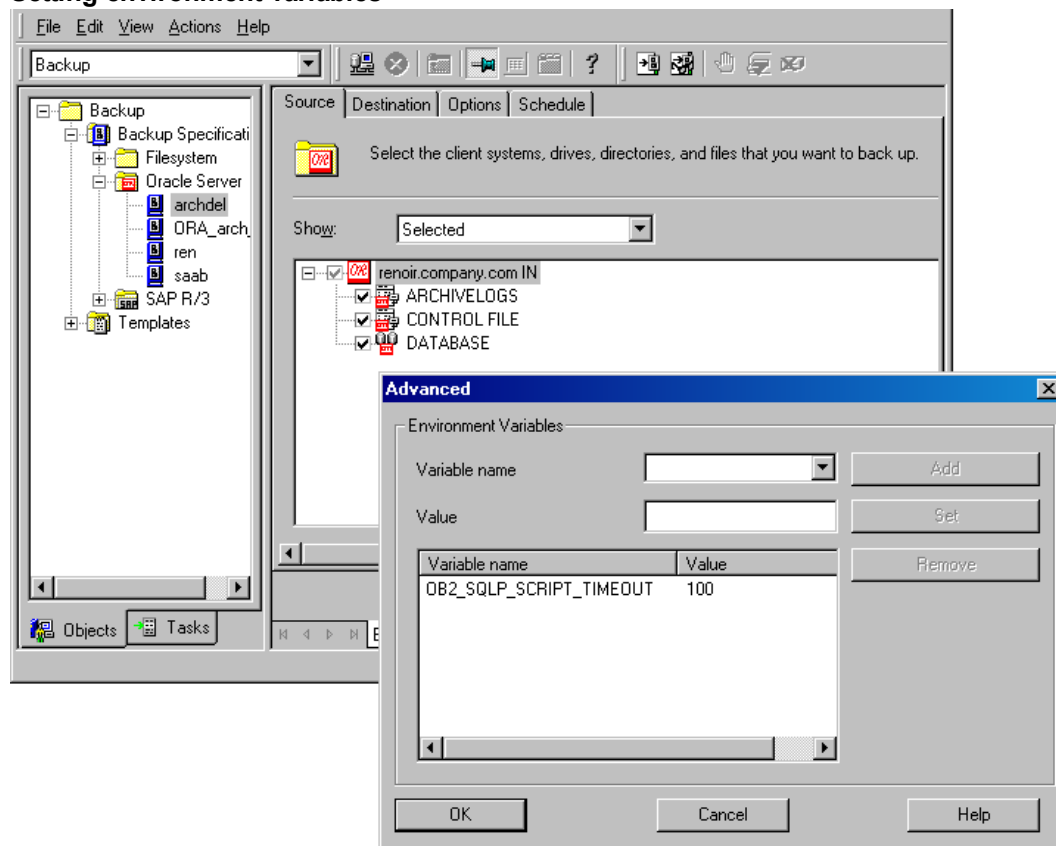 Setting environment variables
File Edit View Actions Help
Backup
Source Destination Options Schedule
Backup
Backup Specificati
Filesystem
Oracle Server
archdel
ORA_arch_
ren
saab
SAP R/3
Templates
Select the client systems, drives, directories, and files that you want to back up.
Show: Selected
renoir.company.com IN
ARCHIVELOGS
CONTROL FILE
DATABASE
Objects Tasks
Advanced
Environment Variables
Variable name Add
Value Set
Variable name Value Remove
OB2_SQLP_SCRIPT_TIMEOUT 100
OK Cancel Help